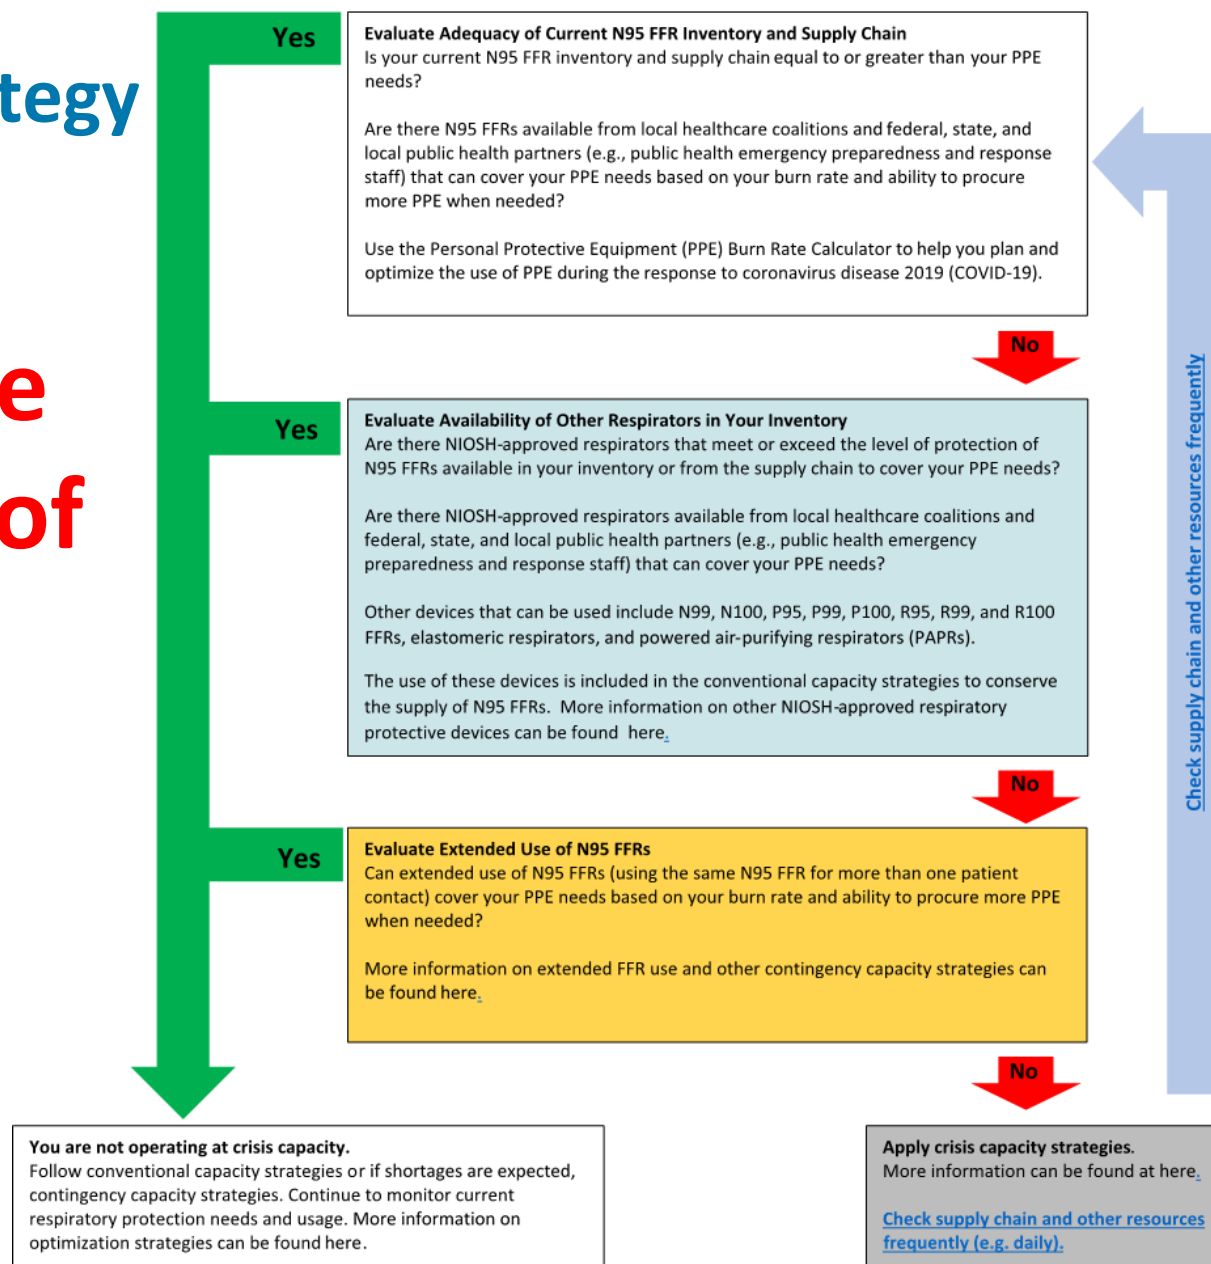 tegy
e
of
Yes
Evaluate Adequacy of Current N95 FFR Inventory and Supply Chain
Is your current N95 FFR inventory and supply chain equal to or greater than your PPE
needs?
Are there N95 FFRs available from local healthcare coalitions and federal, state, and
local public health partners (e.g., public health emergency preparedness and response
staff) that can cover your PPE needs based on your burn rate and ability to procure
more PPE when needed?
Use the Personal Protective Equipment (PPE) Burn Rate Calculator to help you plan and
optimize the use of PPE during the response to coronavirus disease 2019 (COVID-19).
No
Yes
Evaluate Availability of Other Respirators in Your Inventory
Are there NIOSH-approved respirators that meet or exceed the level of protection of
N95 FFRs available in your inventory or from the supply chain to cover your PPE needs?
Are there NIOSH-approved respirators available from local healthcare coalitions and
federal, state, and local public health partners (e.g., public health emergency
preparedness and response staff) that can cover your PPE needs?
Other devices that can be used include N99, N100, P95, P99, P100, R95, R99, and R100
FFRs, elastomeric respirators, and powered air-purifying respirators (PAPRs).
The use of these devices is included in the conventional capacity strategies to conserve
the supply of N95 FFRs.  More information on other NIOSH-approved respiratory
protective devices can be found  here.
No
Yes
Evaluate Extended Use of N95 FFRs
Can extended use of N95 FFRs (using the same N95 FFR for more than one patient
contact) cover your PPE needs based on your burn rate and ability to procure more PPE
when needed?
More information on extended FFR use and other contingency capacity strategies can
be found here.
No
Check supply chain and other resources frequently
You are not operating at crisis capacity.
Follow conventional capacity strategies or if shortages are expected,
contingency capacity strategies. Continue to monitor current
respiratory protection needs and usage. More information on
optimization strategies can be found here.
Apply crisis capacity strategies.
More information can be found at here.
Check supply chain and other resources
frequently (e.g. daily).